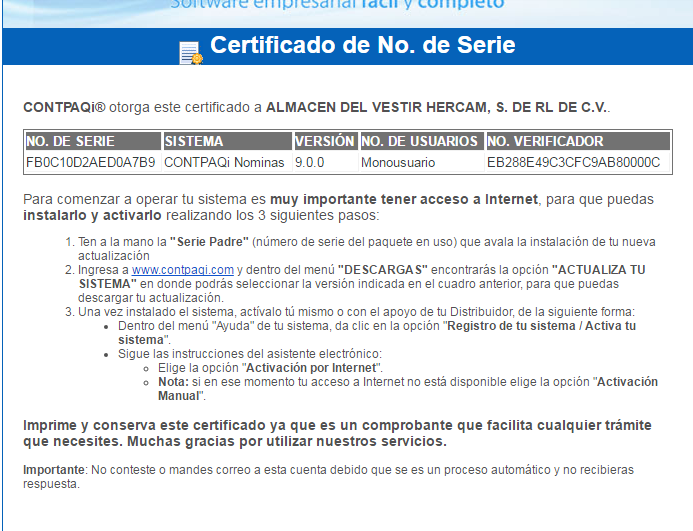 Software empresarial fácil y completo
Certificado de No. de Serie
CONTPAQi® otorga este certificado a ALMACEN DEL VESTIR HERCAM, S. DE RL DE C.V..
NO. DE SERIE SISTEMA VERSIÓN NO. DE USUARIOS NO. VERIFICADOR
FB0C10D2AED0A7B9 CONTPAQi Nominas 9.0.0 Monousuario EB288E49C3CFC9AB80000C
Para comenzar a operar tu sistema es muy importante tener acceso a Internet, para que puedas
instalarlo y activarlo realizando los 3 siguientes pasos:
1. Ten a la mano la "Serie Padre" (número de serie del paquete en uso) que avala la instalación de tu nueva
actualización
2. Ingresa a www.contpaqi.com y dentro del menú "DESCARGAS" encontrarás la opción "ACTUALIZA TU
SISTEMA" en donde podrás seleccionar la versión indicada en el cuadro anterior, para que puedas
descargar tu actualización.
3. Una vez instalado el sistema, actívalo tú mismo o con el apoyo de tu Distribuidor, de la siguiente forma:
• Dentro del menú "Ayuda" de tu sistema, da clic en la opción "Registro de tu sistema / Activa tu
sistema".
• Sigue las instrucciones del asistente electrónico:
◦ Elige la opción "Activación por Internet".
◦ Nota: si en ese momento tu acceso a Internet no está disponible elige la opción "Activación
Manual".
Imprime y conserva este certificado ya que es un comprobante que facilita cualquier trámite
que necesites. Muchas gracias por utilizar nuestros servicios.
Importante: No conteste o mandes correo a esta cuenta debido que se es un proceso automático y no recibieras
respuesta.